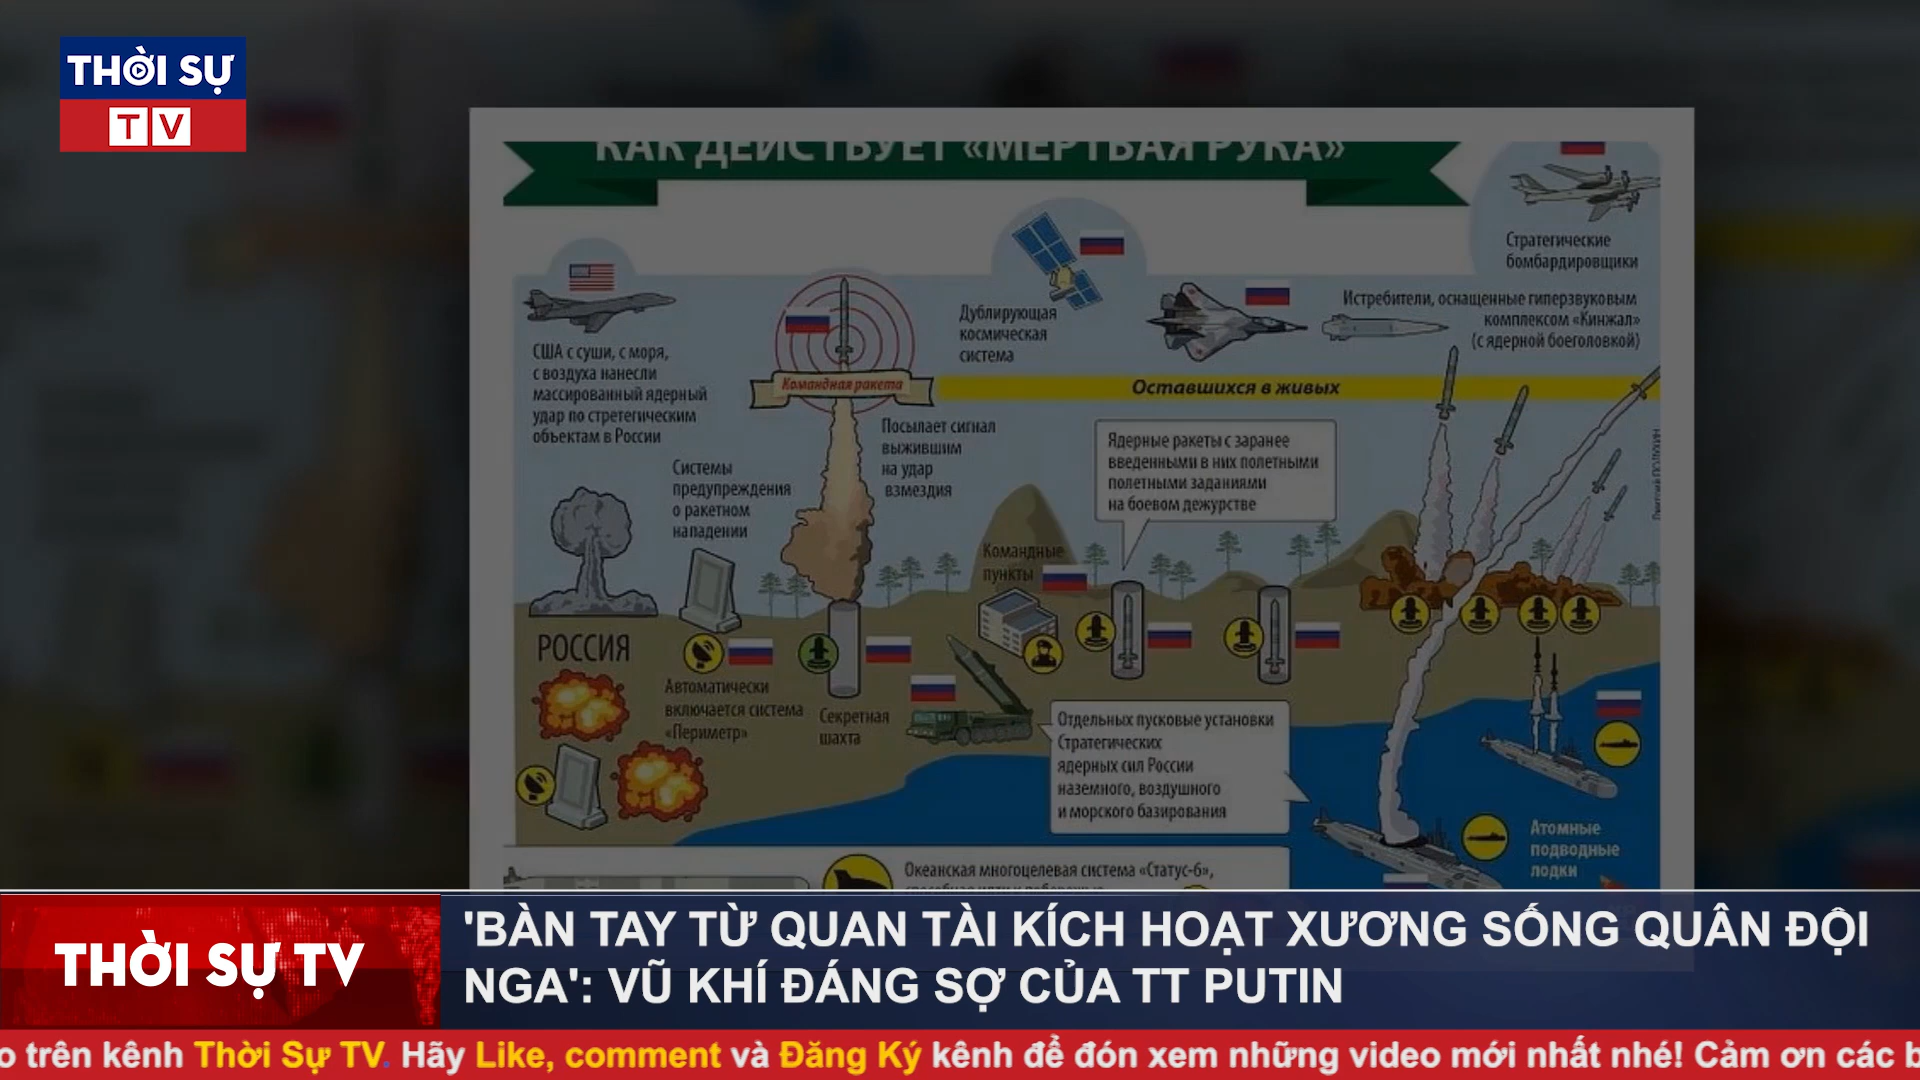 THỜI SỰ
TV
КАК ДЕЙСТВУЕТ «МЕРТВАЯ РУКА»
Стратегические
бомбардировщики
США с суши, с моря,
с воздуха нанесли
массированный ядерный
удар по стретегическим
объектам в России
Командная ракета
Дублирующая
космическая
система
Истребители, оснащенные гиперзвуковым
комплексом «Кинжал»
(с ядерной боеголовкой)
Оставшихся в живых
Посылает сигнал
выжившим
на удар
взмездия
Системы
предупреждения
о ракетном
нападении
Ядерные ракеты с заранее
введенными в них полетными
полетными заданиями
на боевом дежурстве
Командные
пункты
РОССИЯ
Автоматически
включается система
«Периметр»
Секретная
шахта
Отдельных пусковые установки
Стратегических
ядерных сил России
наземного, воздушного
и морского базирования
Атомные
подводные
лодки
Океанская многоцелевая система «Статус-6»,
THỜI SỰ TV
'BÀN TAY TỪ QUAN TÀI KÍCH HOẠT XƯƠNG SỐNG QUÂN ĐỘI
NGA': VŨ KHÍ ĐÁNG SỢ CỦA TT PUTIN
o trên kênh Thời Sự TV. Hãy Like, comment và Đăng Ký kênh để đón xem những video mới nhất nhé! Cảm ơn các b